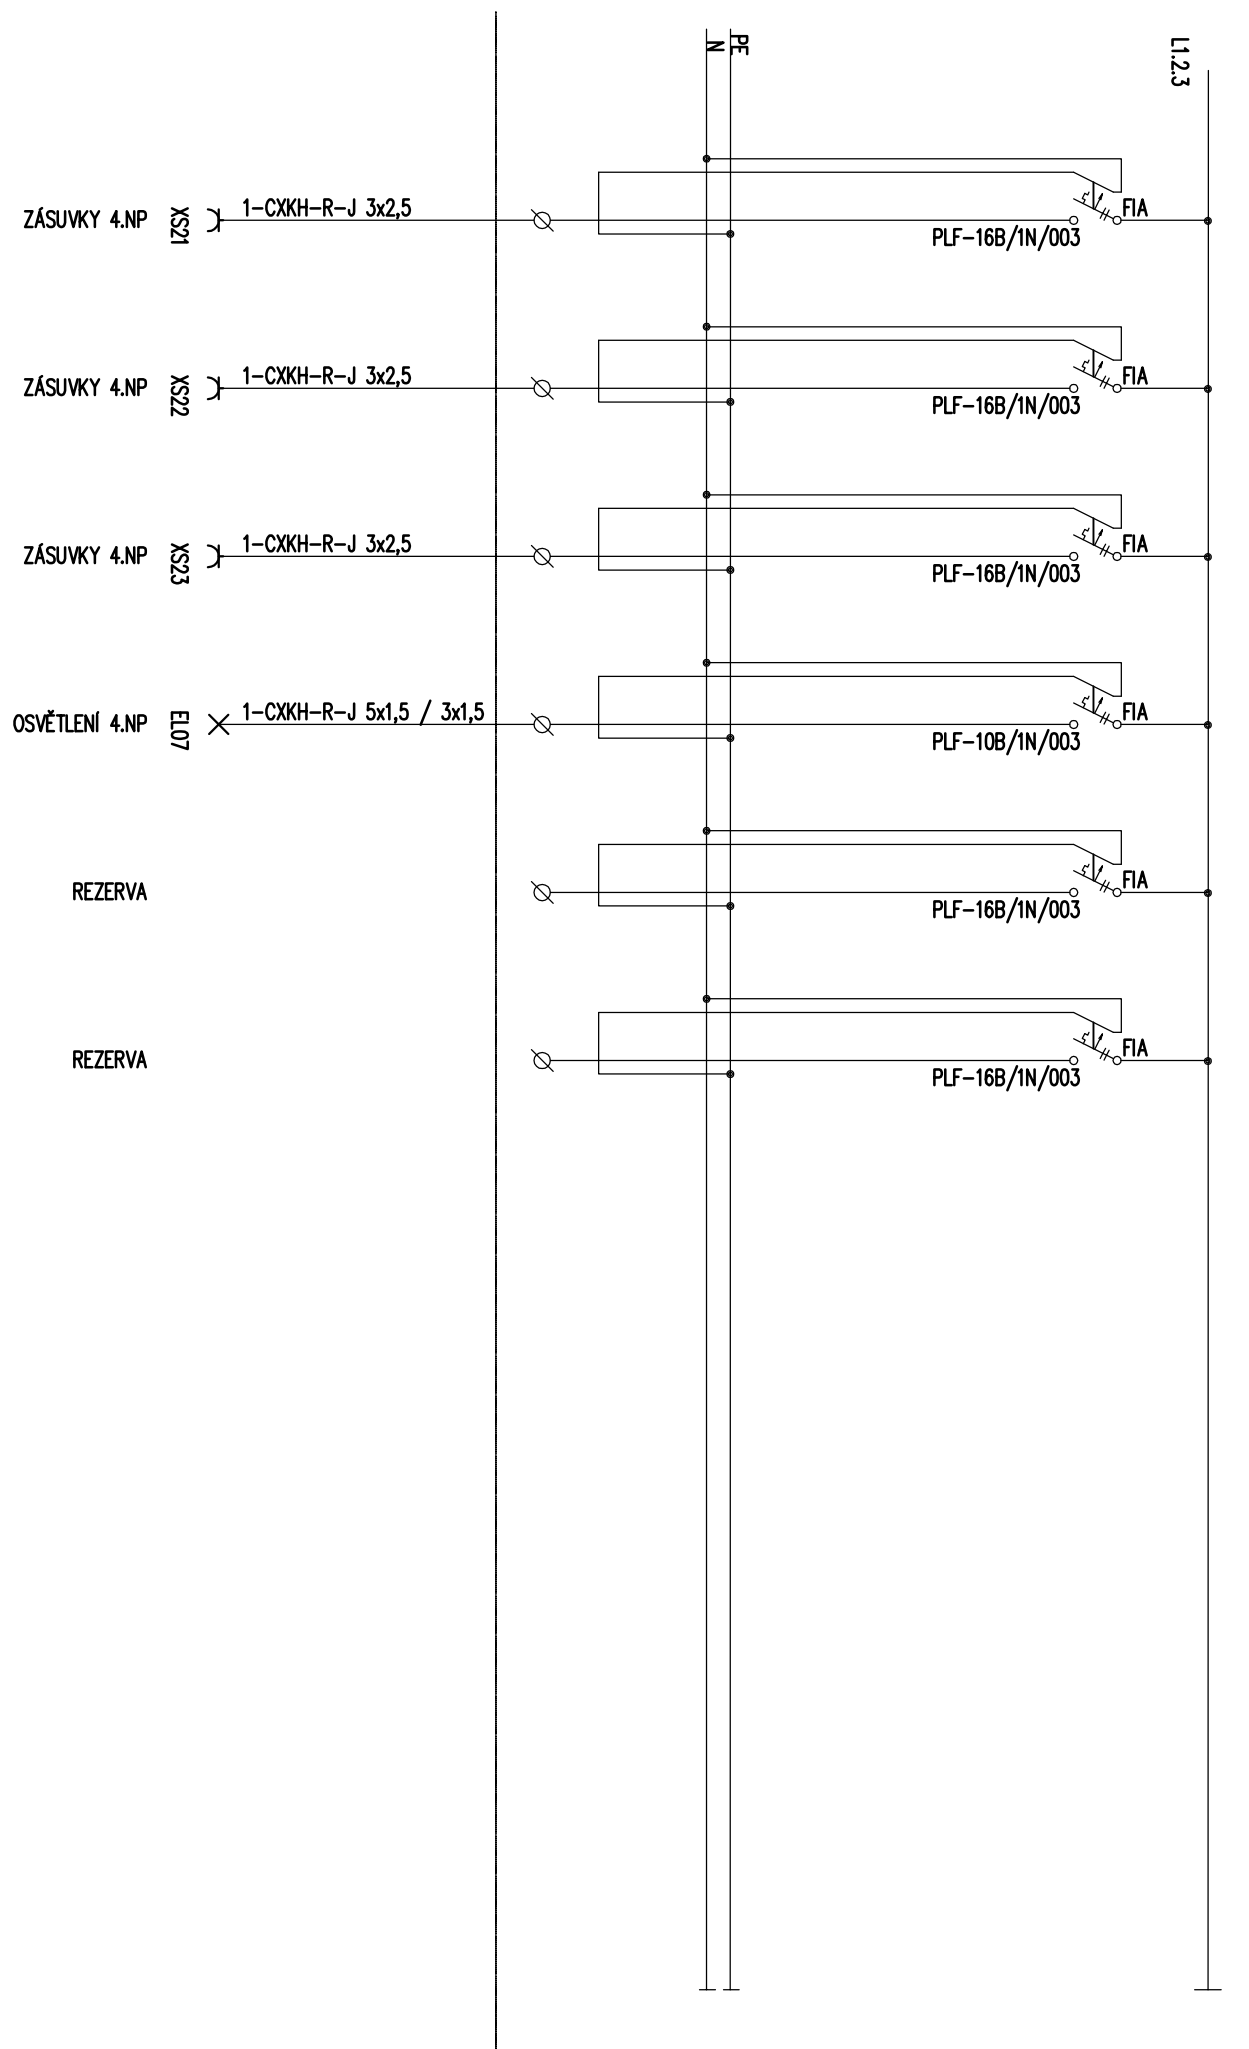 N
PE
L1.2.3
ZÁSUVKY 4.NP XS21 1-CXKH-R-J 3x2,5 FIA
PLF-16B/1N/003
ZÁSUVKY 4.NP XS22 1-CXKH-R-J 3x2,5 FIA
PLF-16B/1N/003
ZÁSUVKY 4.NP XS23 1-CXKH-R-J 3x2,5 FIA
PLF-16B/1N/003
OSVĚTLENÍ 4.NP EL07 1-CXKH-R-J 5x1,5 / 3x1,5 FIA
PLF-10B/1N/003
REZERVA FIA
PLF-16B/1N/003
REZERVA FIA
PLF-16B/1N/003